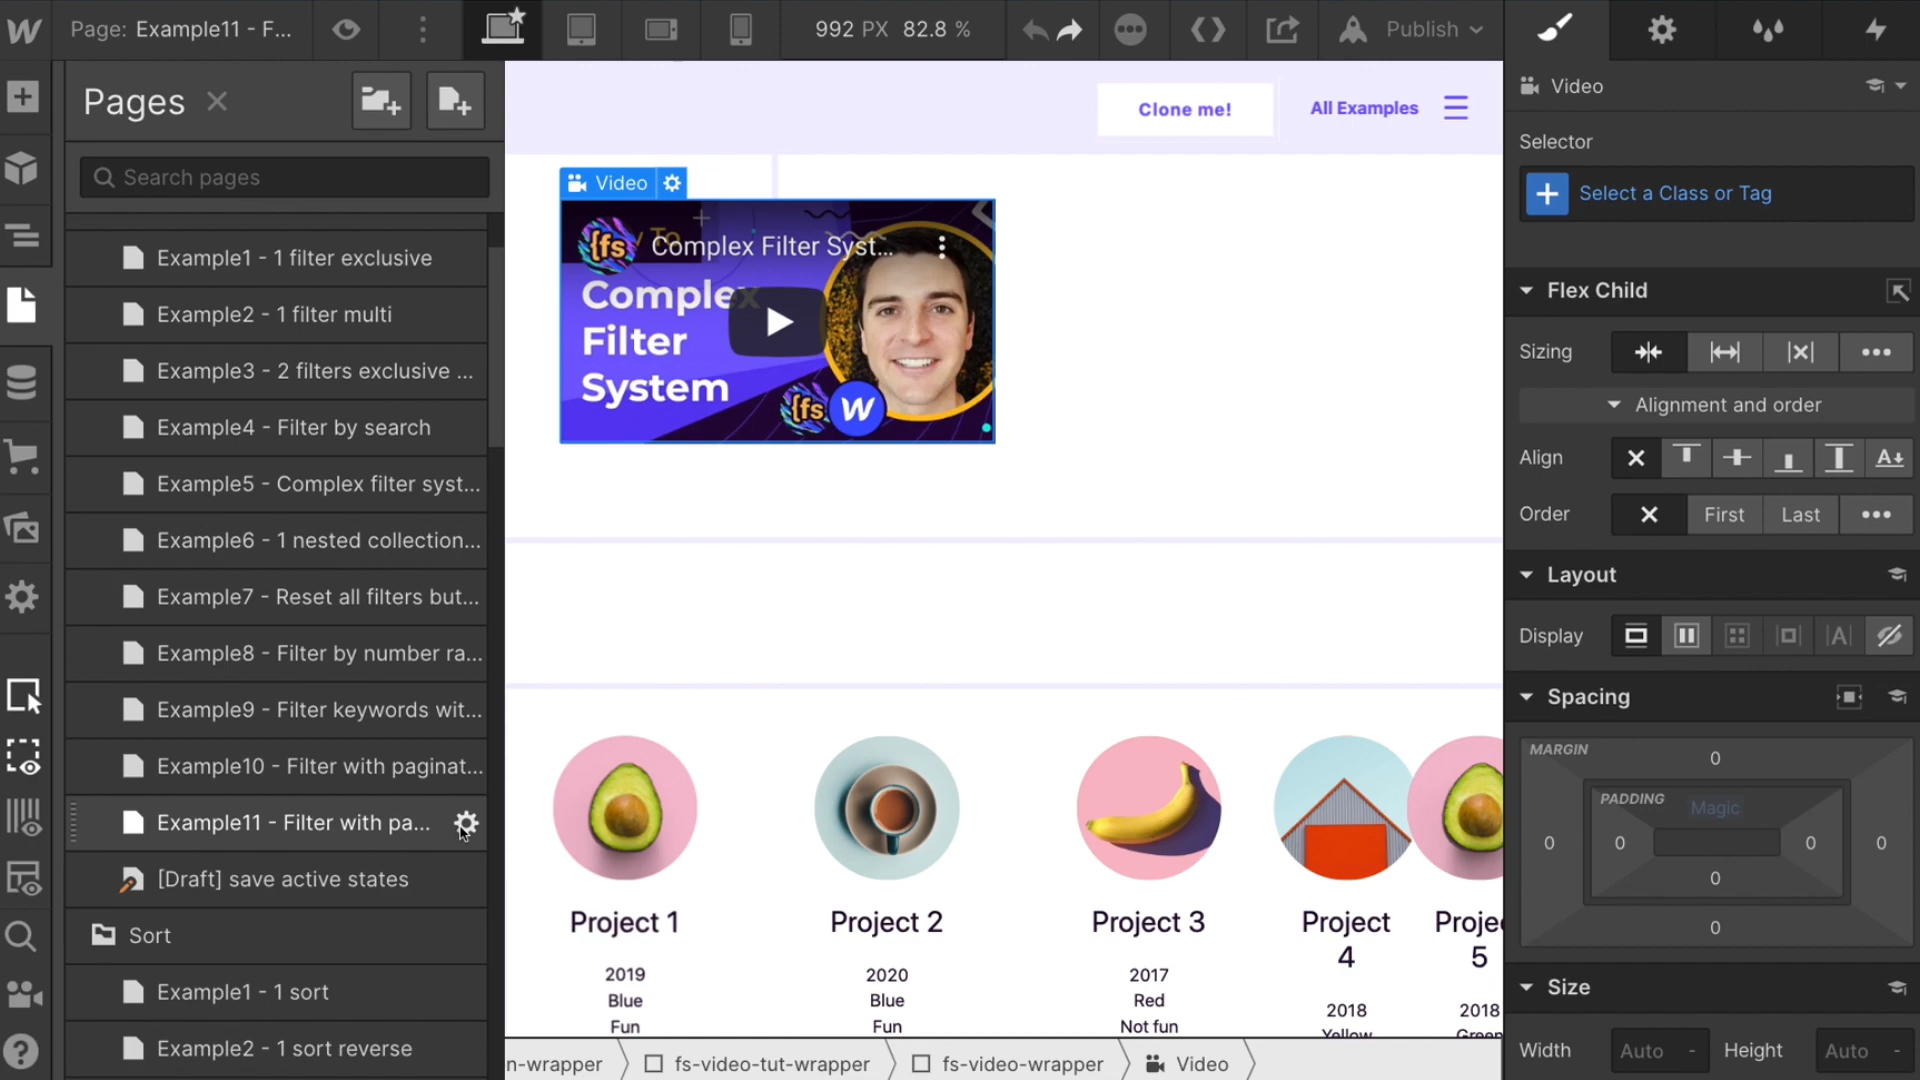 Page: Example11 - F...
992 PX 82.8 %
Publish
Pages
Search pages
Example1 - 1 filter exclusive
Example2 - 1 filter multi
Example3 - 2 filters exclusive ...
Example4 - Filter by search
Example5 - Complex filter syst...
Example6 - 1 nested collection...
Example7 - Reset all filters but...
Example8 - Filter by number ra...
Example9 - Filter keywords wit...
Example10 - Filter with paginat...
Example11 - Filter with pa...
[Draft] save active states
Sort
Example1 - 1 sort
Example2 - 1 sort reverse
Clone me!
All Examples
Video
{fs
Complex Filter Syst...
Complex
Filter
System
{fs
W
Project 1
2019
Blue
Fun
Project 2
2020
Blue
Fun
Project 3
2017
Red
Not fun
Project
4
2018
Yellow
Proje
5
2018
Green
n-wrapper
fs-video-tut-wrapper
fs-video-wrapper
Video
Video
Selector
Select a Class or Tag
Flex Child
Sizing
Alignment and order
Align
Order
First
Last
Layout
Display
Spacing
MARGIN
0
PADDING
Magic
0
0
0
0
0
0
Size
Width
Auto
-
Height
Auto
-